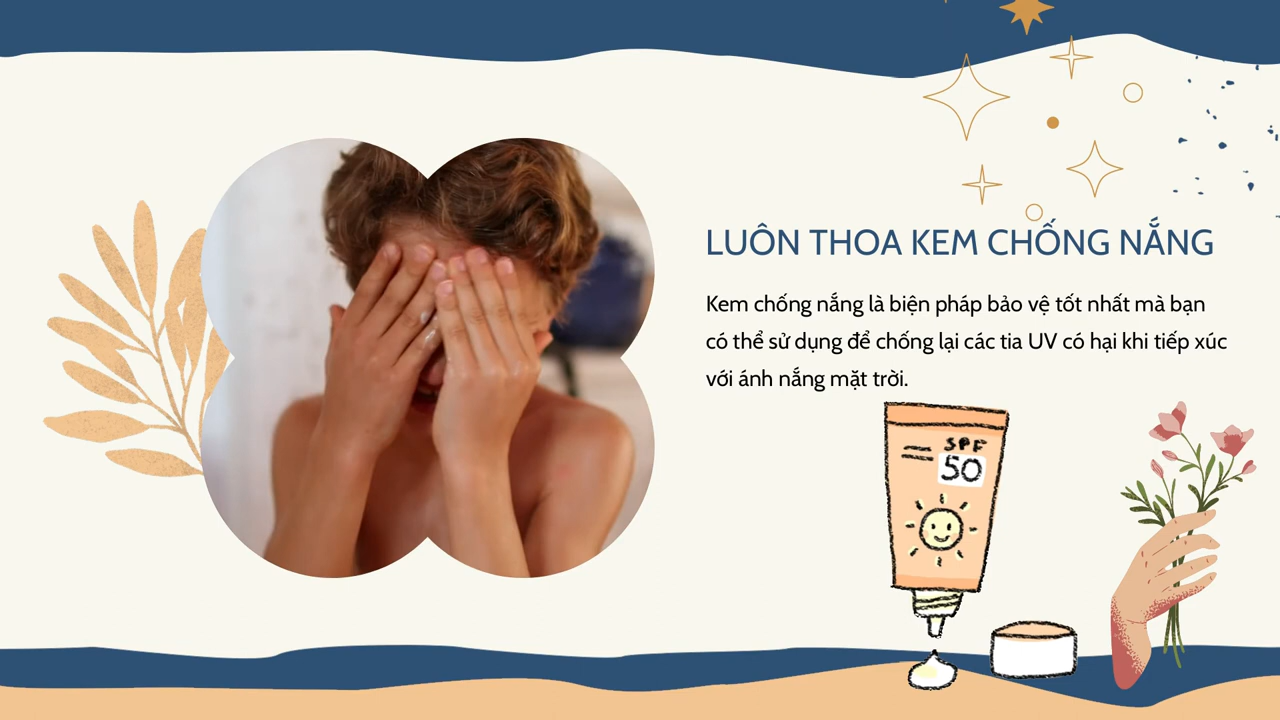 LUÔN THOA KEM CHỐNG NẮNG
Kem chống nắng là biện pháp bảo vệ tốt nhất mà bạn
có thể sử dụng để chống lại các tia UV có hại khi tiếp xúc
với ánh nắng mặt trời.
SPF
50